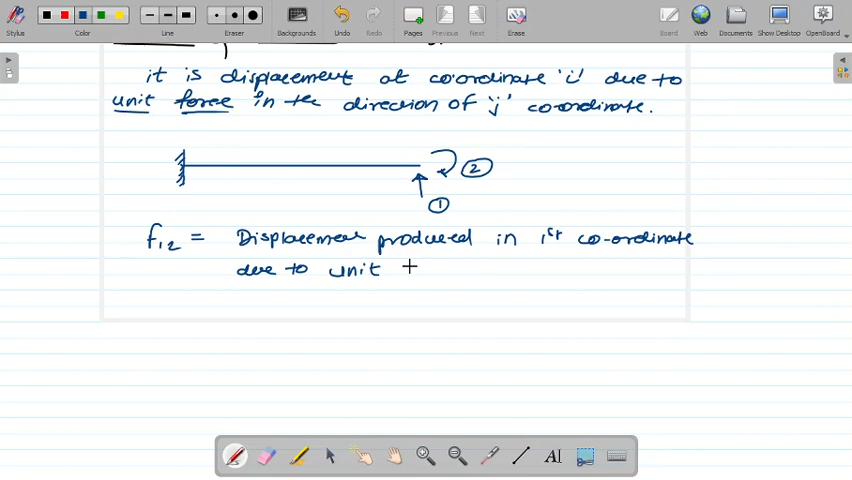 Stylus
Color
Line
Eraser
Backgrounds
Undo
Pages
Previous
Next
Erase
Board
Web
Documents
Show Desktop
OpenBoard
it is displacement at co-ordinate 'i' due to
unit force in the direction of 'j' co-ordinate.
2
1
f12 = Displacement produced in 1st co-ordinate
due to unit
AI